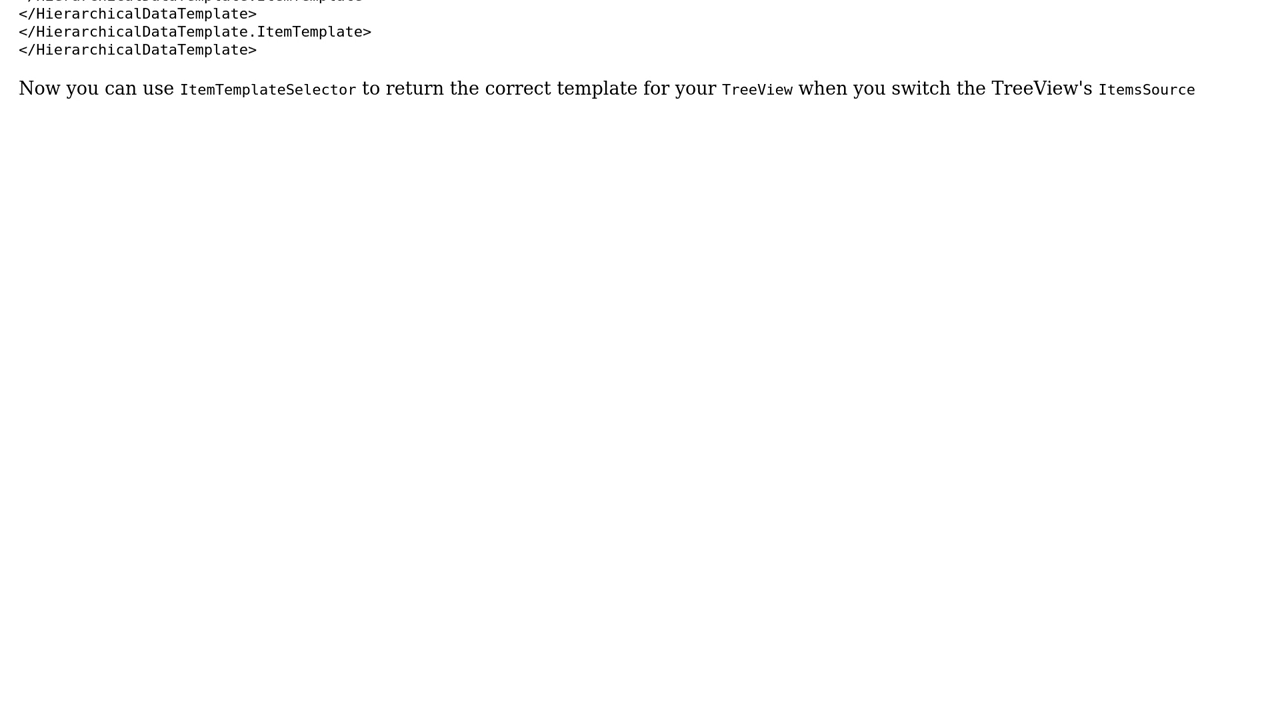 </HierarchicalDataTemplate>
</HierarchicalDataTemplate.ItemTemplate>
</HierarchicalDataTemplate>
Now you can use ItemTemplateSelector to return the correct template for your TreeView when you switch the TreeView's ItemsSource